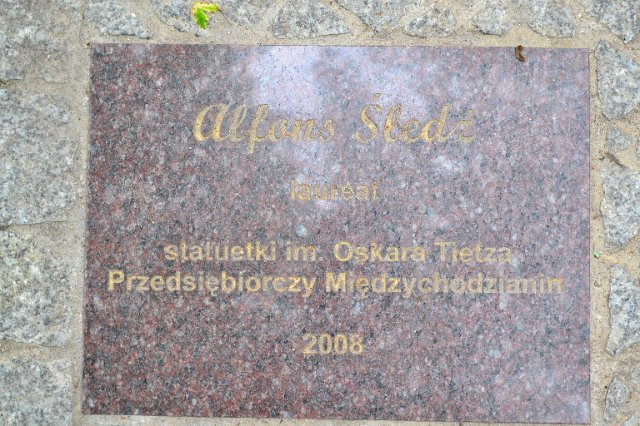 Alfons Śledź
laureat
statuetki im. Oskara Tietza
Przedsiębiorczy Międzychodzianin
2008